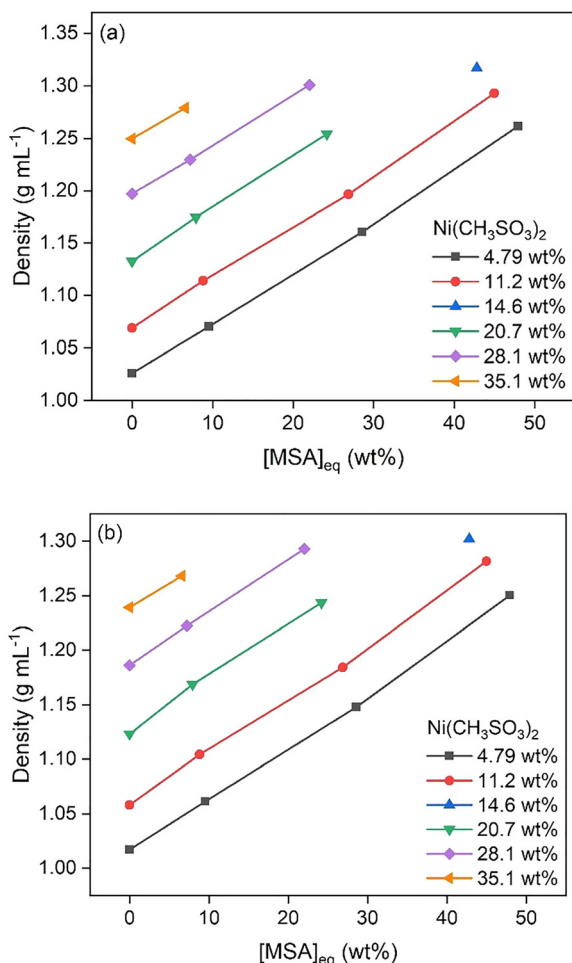 (a)
1.35
1.30
1.25
1.20
1.15
1.10
1.05
1.00
Density (g mL⁻¹)
Ni(CH₃SO₃)₂
4.79 wt%
11.2 wt%
14.6 wt%
20.7 wt%
28.1 wt%
35.1 wt%
0 10 20 30 40 50
[MSA]eq (wt%)
(b)
1.30
1.25
1.20
1.15
1.10
1.05
1.00
Density (g mL⁻¹)
Ni(CH₃SO₃)₂
4.79 wt%
11.2 wt%
14.6 wt%
20.7 wt%
28.1 wt%
35.1 wt%
0 10 20 30 40 50
[MSA]eq (wt%)